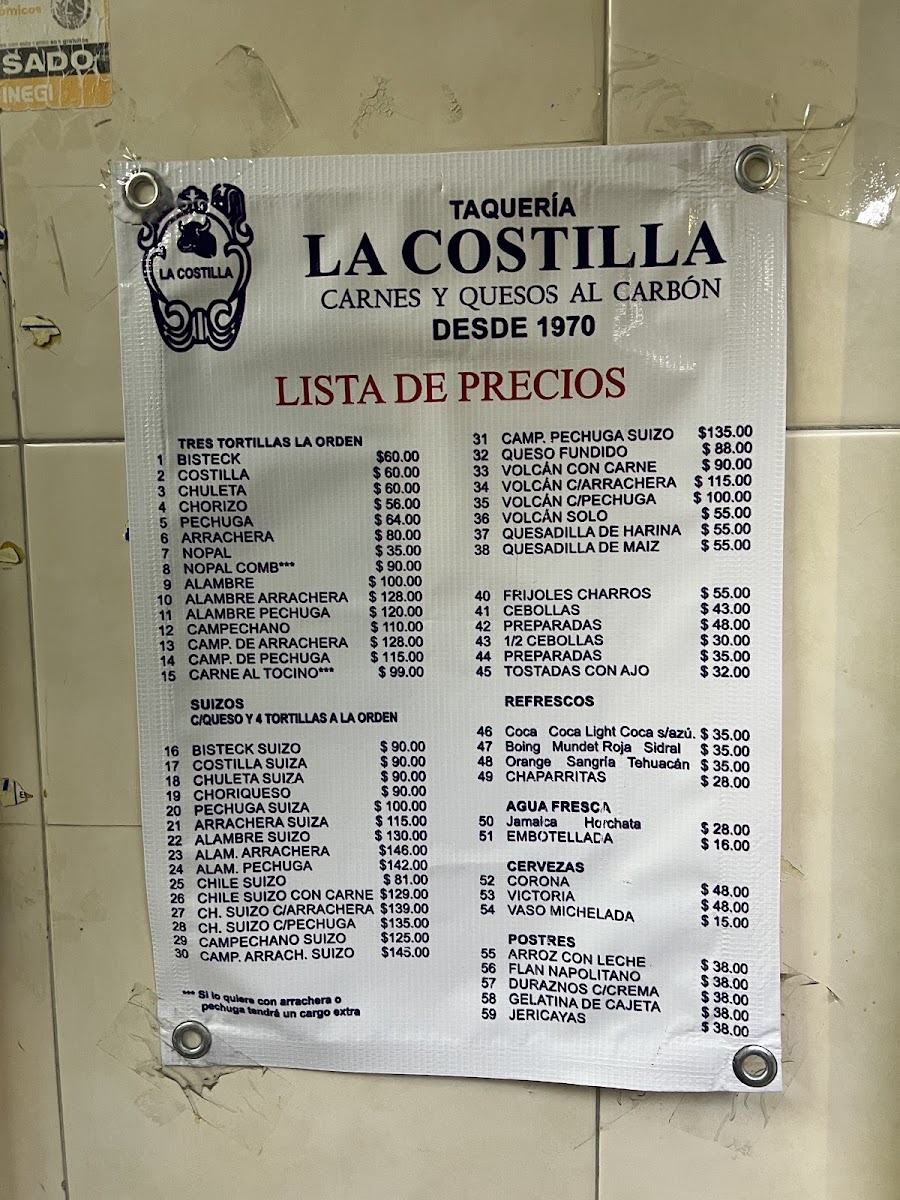 ómicos
SADO
INEGI
LA COSTILLA
TAQUERÍA
LA COSTILLA
CARNES Y QUESOS AL CARBÓN
DESDE 1970
LISTA DE PRECIOS
TRES TORTILLAS LA ORDEN
1 BISTECK $60.00
2 COSTILLA $ 60.00
3 CHULETA $ 60.00
4 CHORIZO $ 56.00
5 PECHUGA $ 64.00
6 ARRACHERA $ 80.00
7 NOPAL $ 35.00
8 NOPAL COMB*** $ 90.00
9 ALAMBRE $ 100.00
10 ALAMBRE ARRACHERA $ 128.00
11 ALAMBRE PECHUGA $ 120.00
12 CAMPECHANO $ 110.00
13 CAMP. DE ARRACHERA $ 128.00
14 CAMP. DE PECHUGA $ 115.00
15 CARNE AL TOCINO*** $ 99.00
SUIZOS
C/QUESO Y 4 TORTILLAS A LA ORDEN
16 BISTECK SUIZO $ 90.00
17 COSTILLA SUIZA $ 90.00
18 CHULETA SUIZA $ 90.00
19 CHORIQUESO $ 90.00
20 PECHUGA SUIZA $ 100.00
21 ARRACHERA SUIZA $ 115.00
22 ALAMBRE SUIZO $ 130.00
23 ALAM. ARRACHERA $146.00
24 ALAM. PECHUGA $142.00
25 CHILE SUIZO $ 81.00
26 CHILE SUIZO CON CARNE $129.00
27 CH. SUIZO C/ARRACHERA $139.00
28 CH. SUIZO C/PECHUGA $135.00
29 CAMPECHANO SUIZO $125.00
30 CAMP. ARRACH. SUIZO $145.00
*** Si lo quiere con arrachera o
pechuga tendrá un cargo extra
31 CAMP. PECHUGA SUIZO $135.00
32 QUESO FUNDIDO $ 88.00
33 VOLCÁN CON CARNE $ 90.00
34 VOLCÁN C/ARRACHERA $ 115.00
35 VOLCÁN C/PECHUGA $ 100.00
36 VOLCÁN SOLO $ 55.00
37 QUESADILLA DE HARINA $ 55.00
38 QUESADILLA DE MAIZ $ 55.00
40 FRIJOLES CHARROS $ 55.00
41 CEBOLLAS $ 43.00
42 PREPARADAS $ 48.00
43 1/2 CEBOLLAS $ 30.00
44 PREPARADAS $ 35.00
45 TOSTADAS CON AJO $ 32.00
REFRESCOS
46 Coca Coca Light Coca s/azú. $ 35.00
47 Boing Mundet Roja Sidral $ 35.00
48 Orange Sangría Tehuacán $ 35.00
49 CHAPARRITAS $ 28.00
AGUA FRESCA
50 Jamaica Horchata $ 28.00
51 EMBOTELLADA $ 16.00
CERVEZAS
52 CORONA $ 48.00
53 VICTORIA $ 48.00
54 VASO MICHELADA $ 15.00
POSTRES
55 ARROZ CON LECHE $ 38.00
56 FLAN NAPOLITANO $ 38.00
57 DURAZNOS C/CREMA $ 38.00
58 GELATINA DE CAJETA $ 38.00
59 JERICAYAS $ 38.00